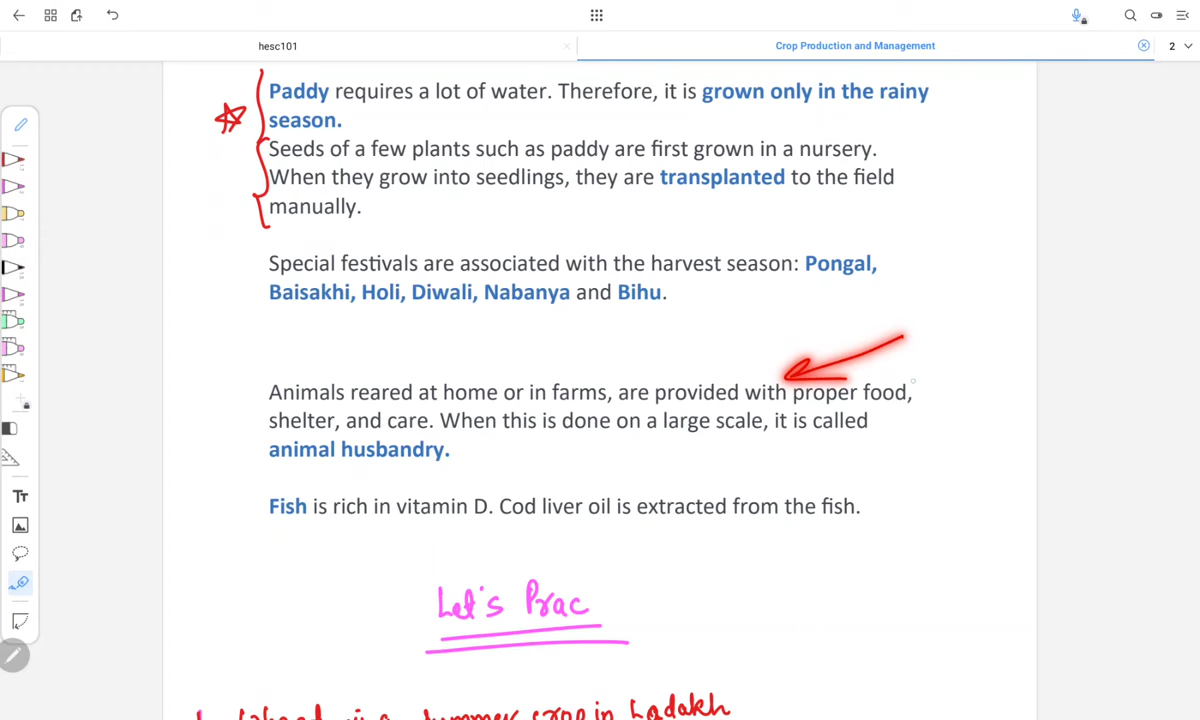 hesc101
Crop Production and Management
2
Paddy requires a lot of water. Therefore, it is grown only in the rainy
season.
Seeds of a few plants such as paddy are first grown in a nursery.
When they grow into seedlings, they are transplanted to the field
manually.
Special festivals are associated with the harvest season: Pongal,
Baisakhi, Holi, Diwali, Nabanya and Bihu.
Animals reared at home or in farms, are provided with proper food,
shelter, and care. When this is done on a large scale, it is called
animal husbandry.
Fish is rich in vitamin D. Cod liver oil is extracted from the fish.
Tт
Let's Prac
summer crop in Ladakh